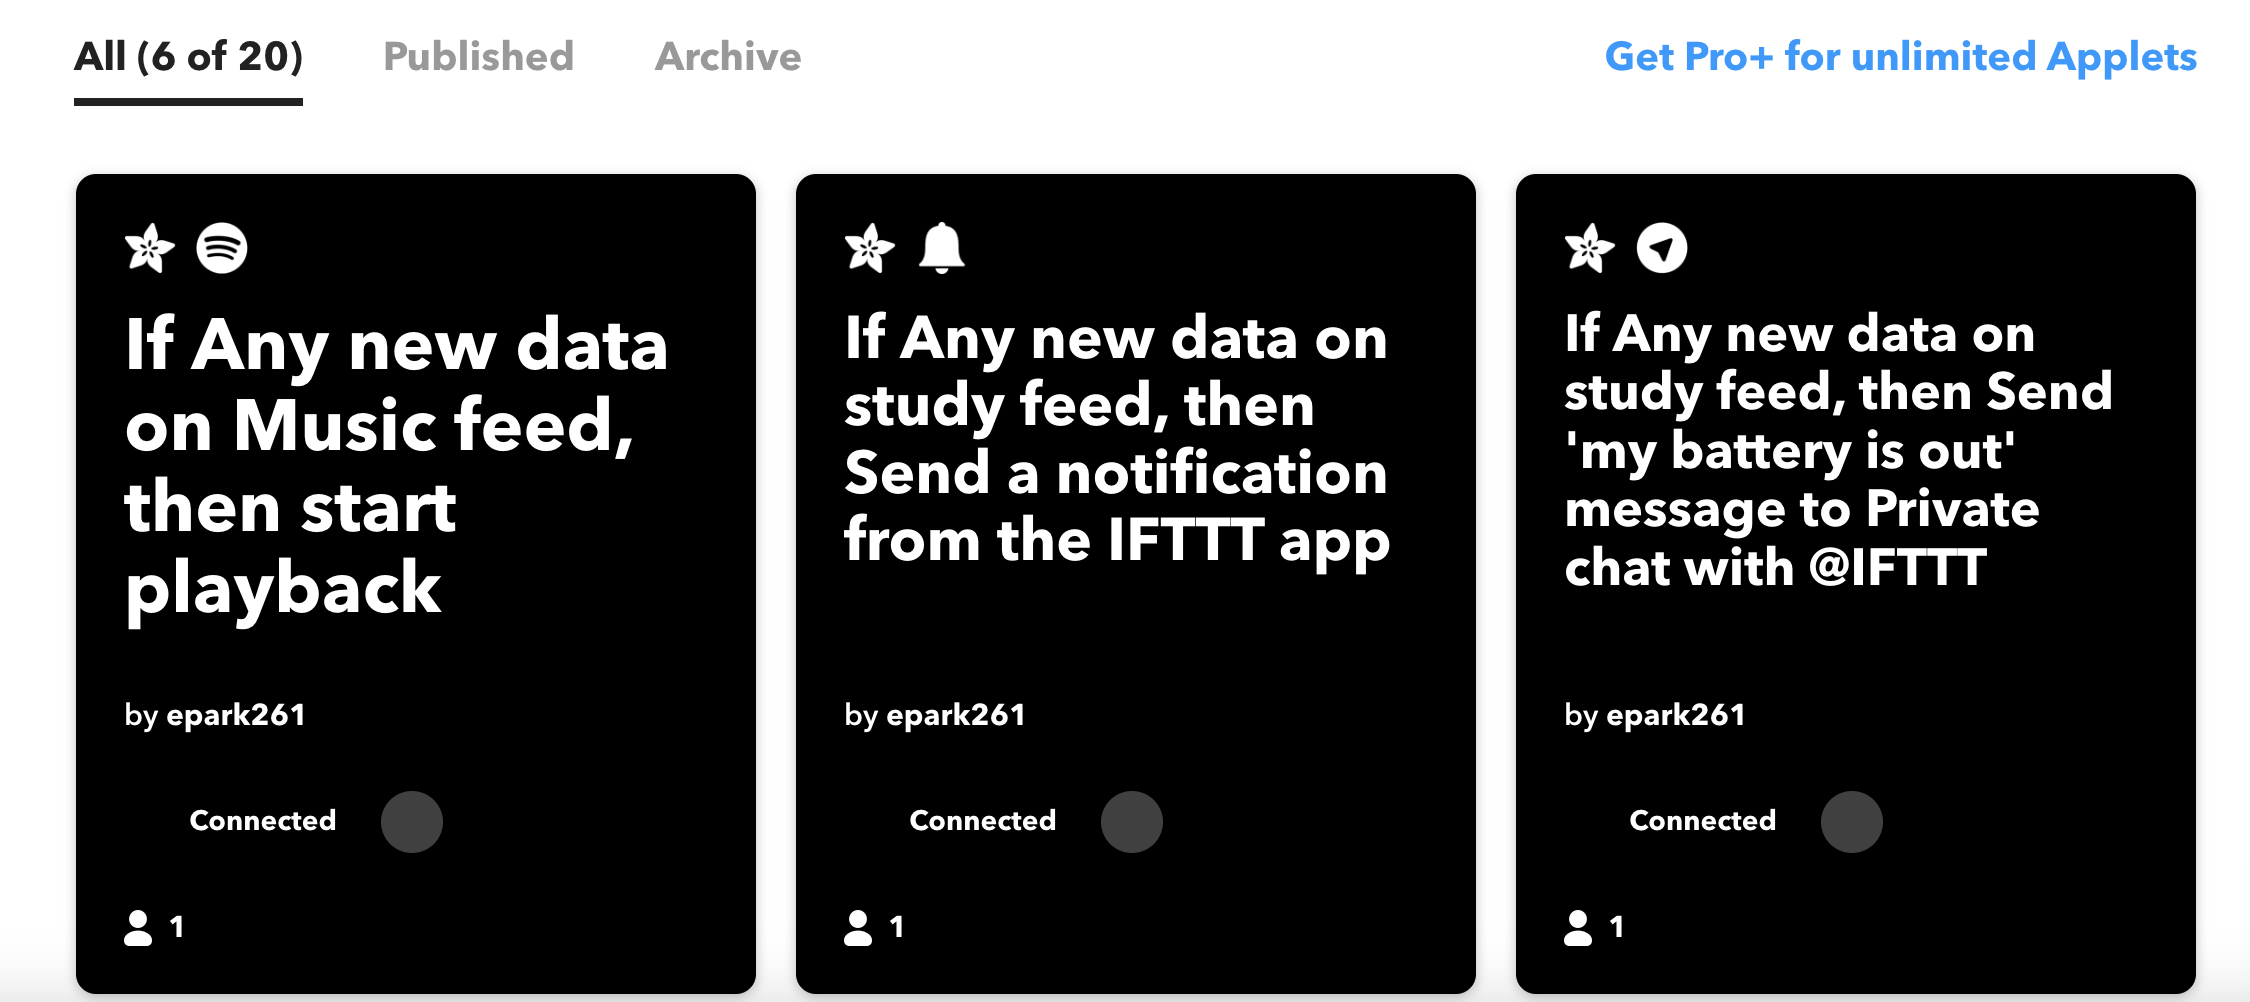 All (6 of 20)
Published
Archive
Get Pro+ for unlimited Applets
If Any new data
on Music feed,
then start
playback
by epark261
Connected
1
If Any new data on
study feed, then
Send a notification
from the IFTTT app
by epark261
Connected
1
If Any new data on
study feed, then Send
'my battery is out'
message to Private
chat with @IFTTT
by epark261
Connected
1